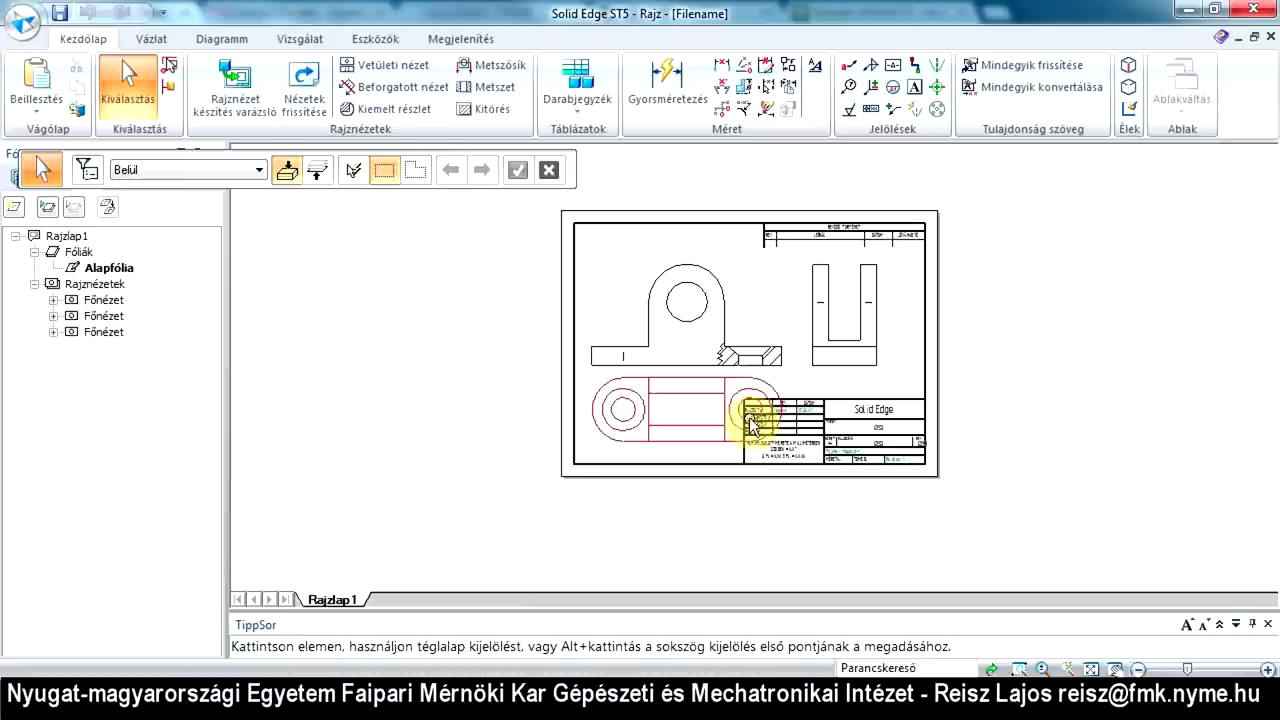 Solid Edge ST5 - Rajz - [Filename]
Kezdőlap Vázlat Diagramm Vizsgálat Eszközök Megjelenítés
Beillesztés
Kiválasztás
Rajznézet készítés varázsló
Nézetek frissítése
Vetületi nézet
Beforgatott nézet
Kiemelt részlet
Metszősík
Metszet
Kitörés
Darabjegyzék
Gyorsméretezés
Mindegyik frissítése
Mindegyik konvertálása
Ablakváltás
Vágólap Kiválasztás Rajznézetek Táblázatok Méret Jelölések Tulajdonság szöveg Élek Ablak
Belül
Rajzlap1
Fóliák
Alapfólia
Rajznézetek
Főnézet
Főnézet
Főnézet
Solid Edge
Rajzlap1
TippSor
Kattintson elemen, használjon téglalap kijelölést, vagy Alt+kattintás a sokszög kijelölés első pontjának a megadásához.
Parancskereső
Nyugat-magyarországi Egyetem Faipari Mérnöki Kar Gépészeti és Mechatronikai Intézet - Reisz Lajos reisz@fmk.nyme.hu